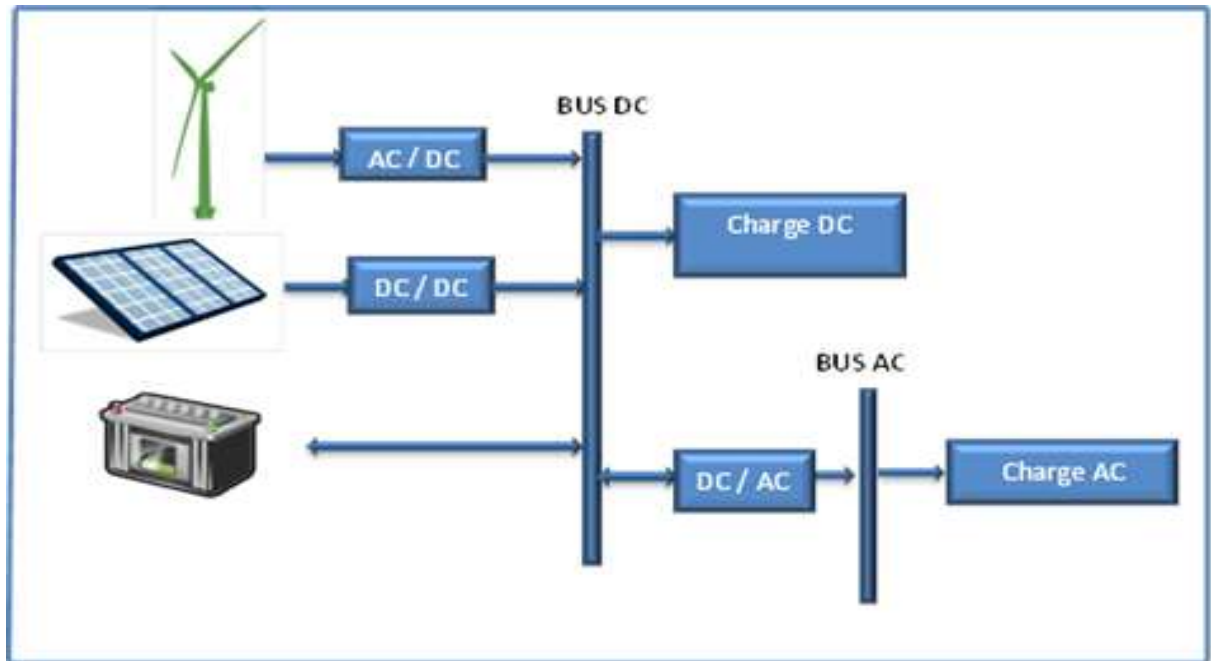 BUS DC
AC / DC
Charge DC
DC / DC
BUS AC
DC / AC
Charge AC